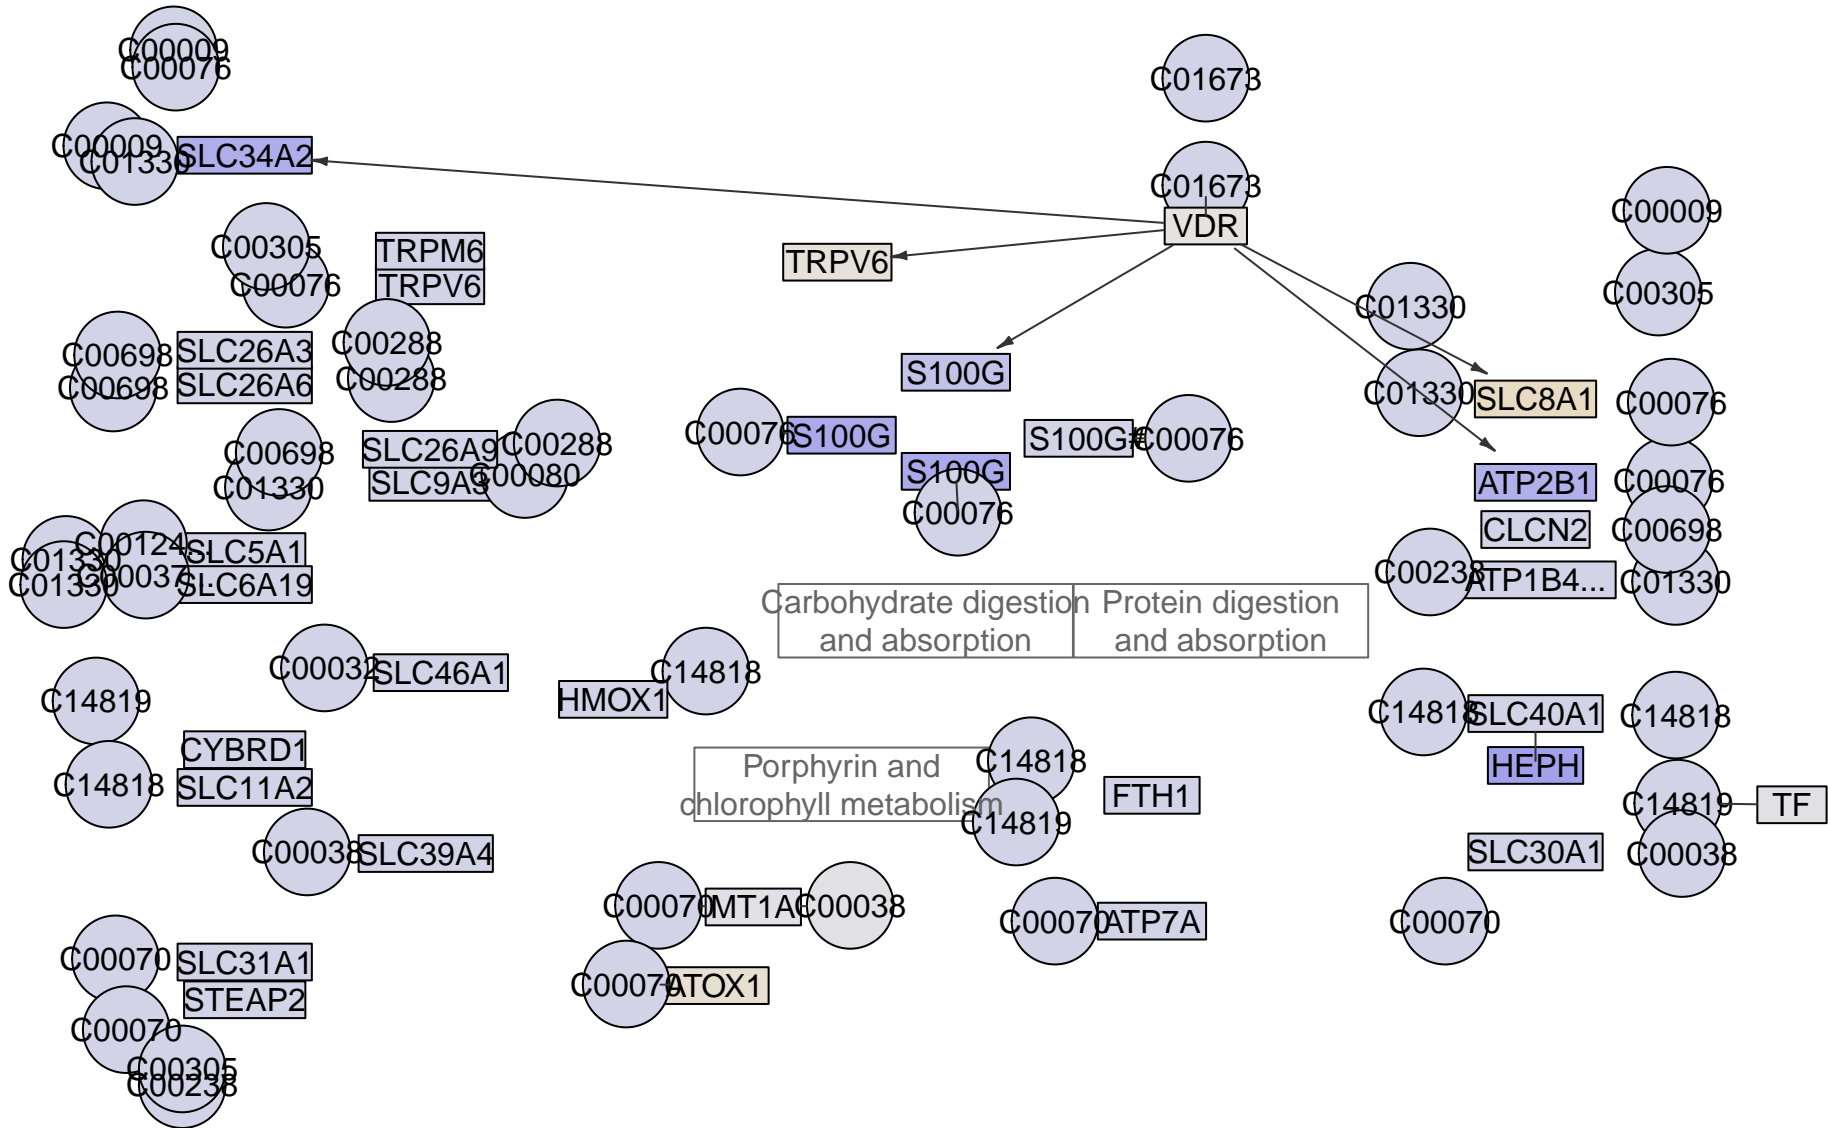 C00009
C00076
C01673
C00009
C01330
SLC34A2
C01673
VDR
C00009
C00305
C00076
TRPM6
TRPV6
TRPV6
C01330
C00305
C00698
C00698
SLC26A3
SLC26A6
C00288
C00288
S100G
C01330
SLC8A1
C00076
C00698
C01330
SLC26A9
SLC9A3
C00288
C00080
C00076
S100G
S100G
C00076
S100G#
C00076
ATP2B1
C00076
CLCN2
C00698
C01330
C01330
C00124...
C00037...
SLC5A1
SLC6A19
Carbohydrate digestion
and absorption
Protein digestion
and absorption
C00238
ATP1B4...
C01330
C00032
SLC46A1
HMOX1
C14818
C14819
C14818
SLC40A1
C14818
CYBRD1
SLC11A2
C14818
Porphyrin and
chlorophyll metabolism
C14818
C14819
FTH1
HEPH
C14819
TF
C00038
SLC39A4
SLC30A1
C00038
C00070
MT1A
C00038
C00070
ATP7A
C00070
C00070
SLC31A1
STEAP2
C00070
ATOX1
C00070
C00305
C00238